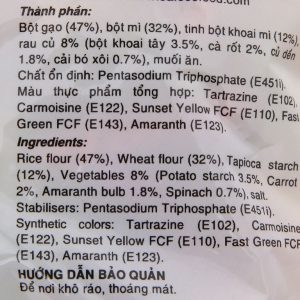 Thành phần:
Bột gạo (47%), bột mì (32%), tinh bột khoai mì (12%),
rau củ 8% (bột khoai tây 3.5%, cà rốt 2%, củ dền
1.8%, cải bó xôi 0.7%), muối ăn.
Chất ổn định: Pentasodium Triphosphate (E451i).
Màu thực phẩm tổng hợp: Tartrazine (E102),
Carmoisine (E122), Sunset Yellow FCF (E110), Fast
Green FCF (E143), Amaranth (E123).
Ingredients:
Rice flour (47%), Wheat flour (32%), Tapioca starch
(12%), Vegetables 8% (Potato starch 3.5%, Carrot
2%, Amaranth bulb 1.8%, Spinach 0.7%), salt.
Stabilisers: Pentasodium Triphosphate (E451i).
Synthetic colors: Tartrazine (E102), Carmoisine
(E122), Sunset Yellow FCF (E110), Fast Green FCF
(E143), Amaranth (E123).
HƯỚNG DẪN BẢO QUẢN
Để nơi khô ráo, thoáng mát.